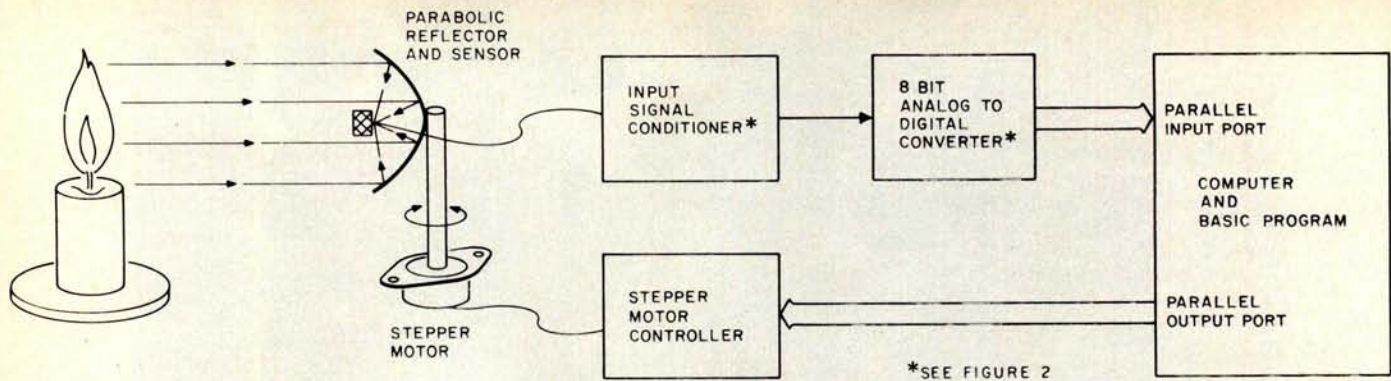 PARABOLIC
REFLECTOR
AND SENSOR
INPUT
SIGNAL
CONDITIONER*
8 BIT
ANALOG TO
DIGITAL
CONVERTER*
PARALLEL
INPUT PORT
COMPUTER
AND
BASIC PROGRAM
STEPPER
MOTOR
STEPPER
MOTOR
CONTROLLER
PARALLEL
OUTPUT PORT
*SEE FIGURE 2